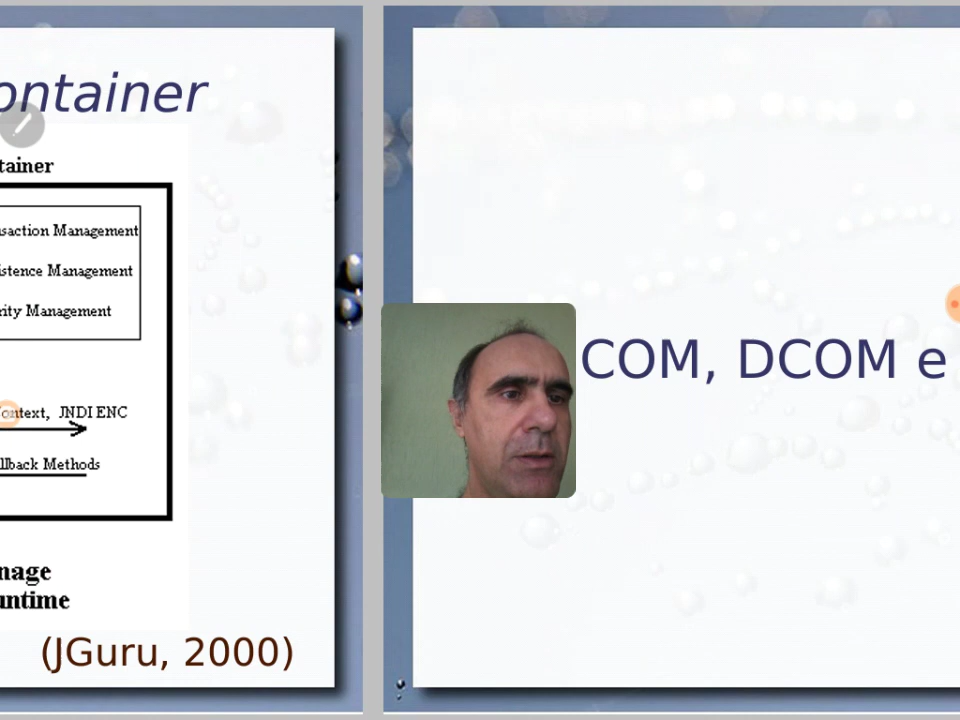 ontainer
tainer
saction Management
istence Management
rity Management
ontext, JNDI ENC
llback Methods
nage
untime
(JGuru, 2000)
COM, DCOM e